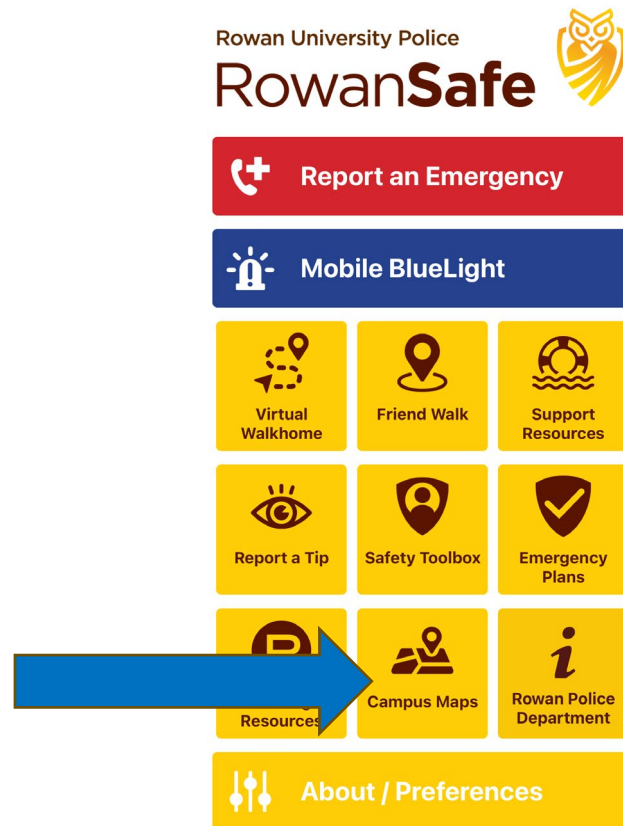 Rowan University Police
RowanSafe
Report an Emergency
Mobile BlueLight
Virtual
Walkhome
Friend Walk
Support
Resources
Report a Tip
Safety Toolbox
Emergency
Plans
Resources
Campus Maps
Rowan Police
Department
About / Preferences